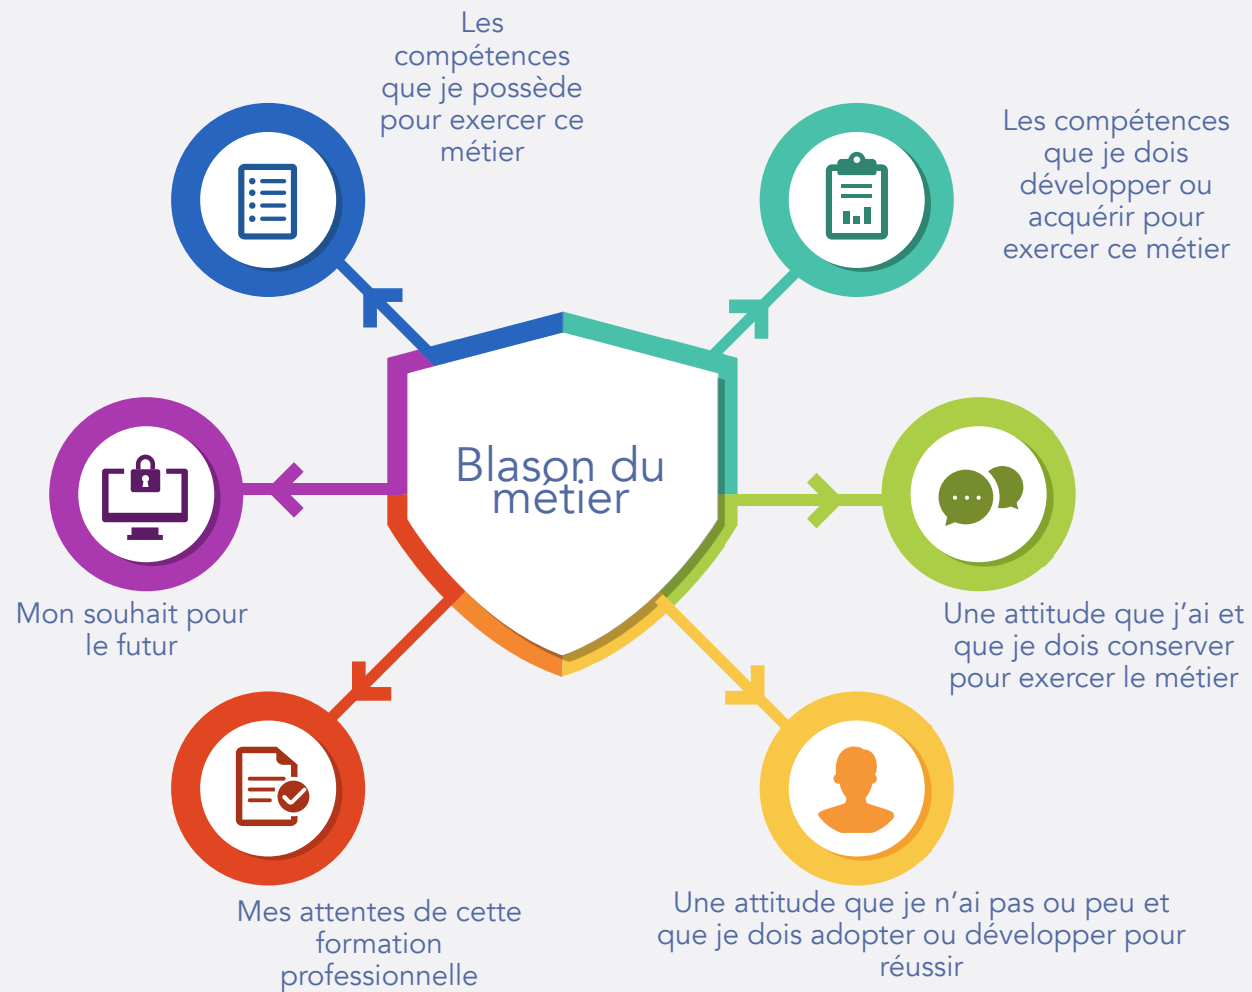 Les
compétences
que je possède
pour exercer ce
métier
Les compétences
que je dois
développer ou
acquérir pour
exercer ce métier
Blason du
métier
Mon souhait pour
le futur
Une attitude que j’ai et
que je dois conserver
pour exercer le métier
Mes attentes de cette
formation
professionnelle
Une attitude que je n’ai pas ou peu et
que je dois adopter ou développer pour
réussir